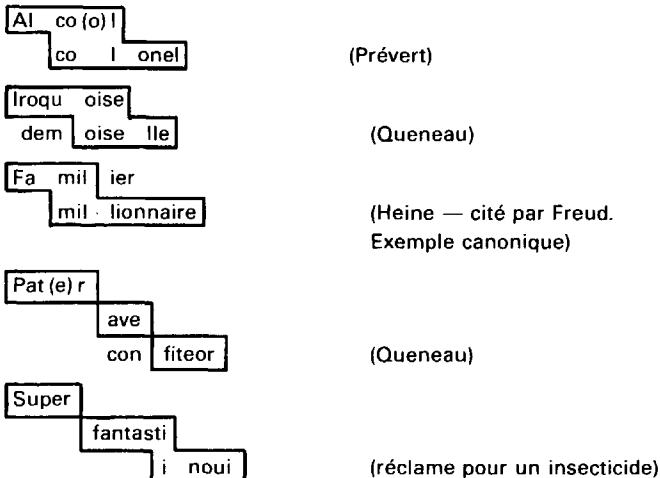 Al co (o) l
co l onel (Prévert)
Iroqu oise
dem oise lle (Queneau)
Fa mil ier
mil lionnaire (Heine — cité par Freud.
Exemple canonique)
Pat (e) r
ave
con fiteor (Queneau)
Super
fantasti
i noui (réclame pour un insecticide)